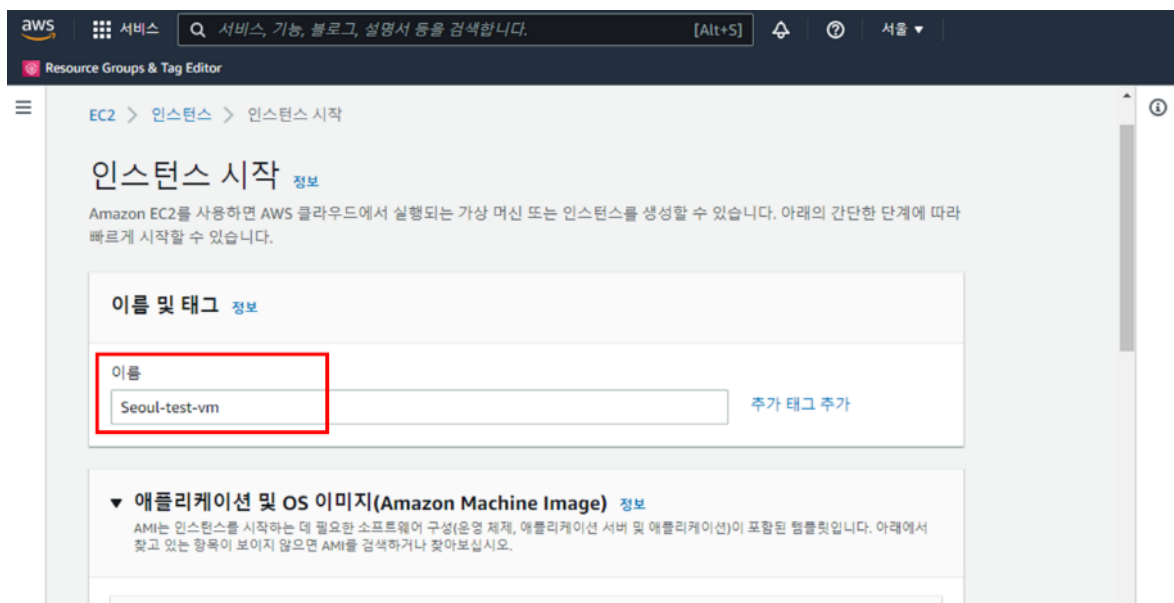 aws 서비스 서비스, 기능, 블로그, 설명서 등을 검색합니다. [Alt+S] 서울 ▼
Resource Groups & Tag Editor
EC2 > 인스턴스 > 인스턴스 시작
인스턴스 시작 정보
Amazon EC2를 사용하면 AWS 클라우드에서 실행되는 가상 머신 또는 인스턴스를 생성할 수 있습니다. 아래의 간단한 단계에 따라
빠르게 시작할 수 있습니다.
이름 및 태그 정보
이름
Seoul-test-vm 추가 태그 추가
▼ 애플리케이션 및 OS 이미지(Amazon Machine Image) 정보
AMI는 인스턴스를 시작하는 데 필요한 소프트웨어 구성(운영 체제, 애플리케이션 서버 및 애플리케이션)이 포함된 템플릿입니다. 아래에서
찾고 있는 항목이 보이지 않으면 AMI를 검색하거나 찾아보십시오.